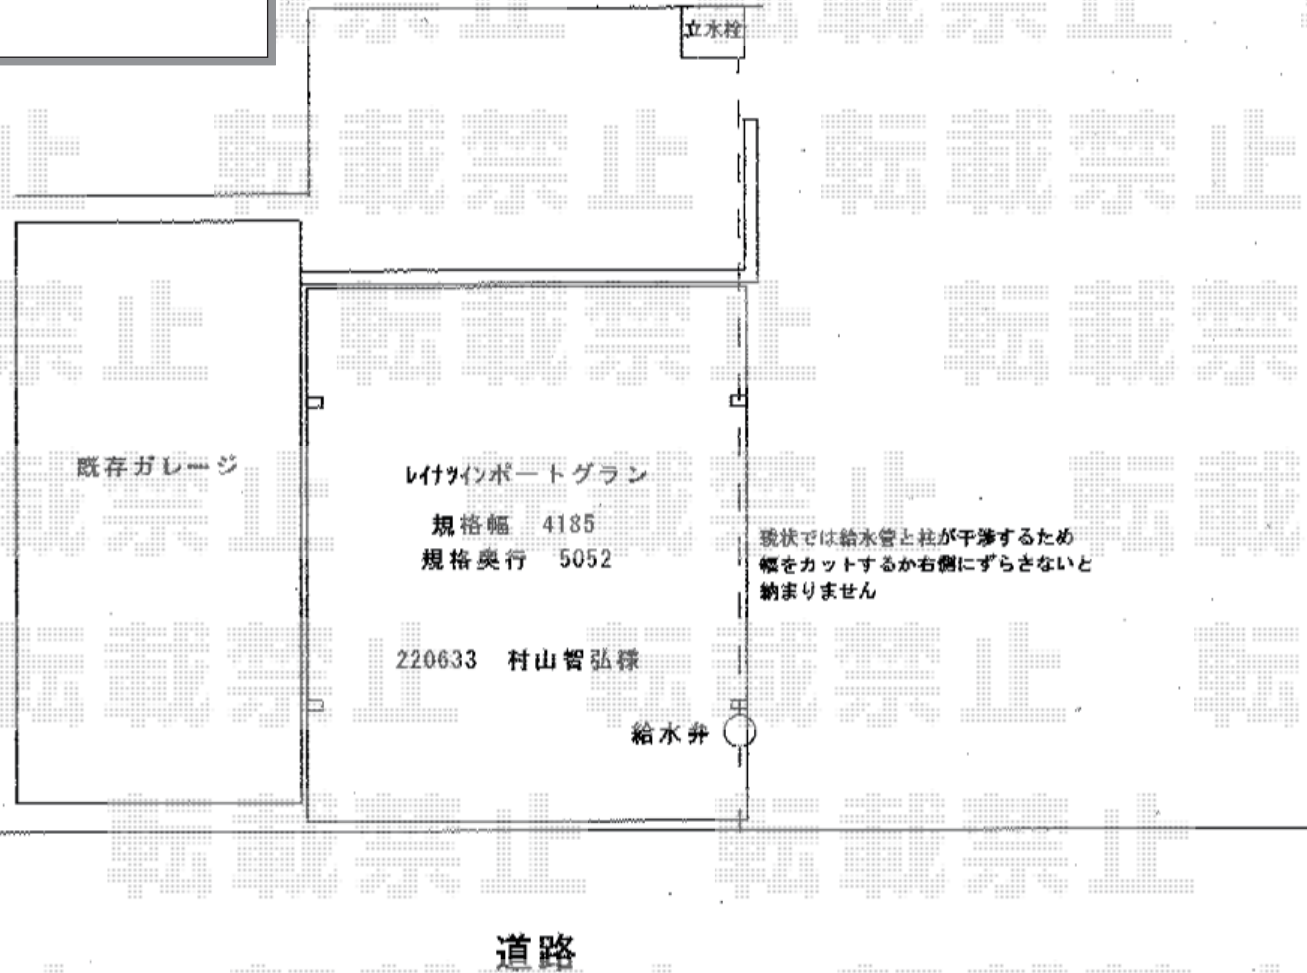 立水栓
既存ガレージ
レイナツインポートグラン
規格幅 4185
規格奥行 5052
現状では給水管と柱が干渉するため
幅をカットするか右側にずらさないと
納まりません
220633 村山智弘様
給水弁
道路
転載禁止